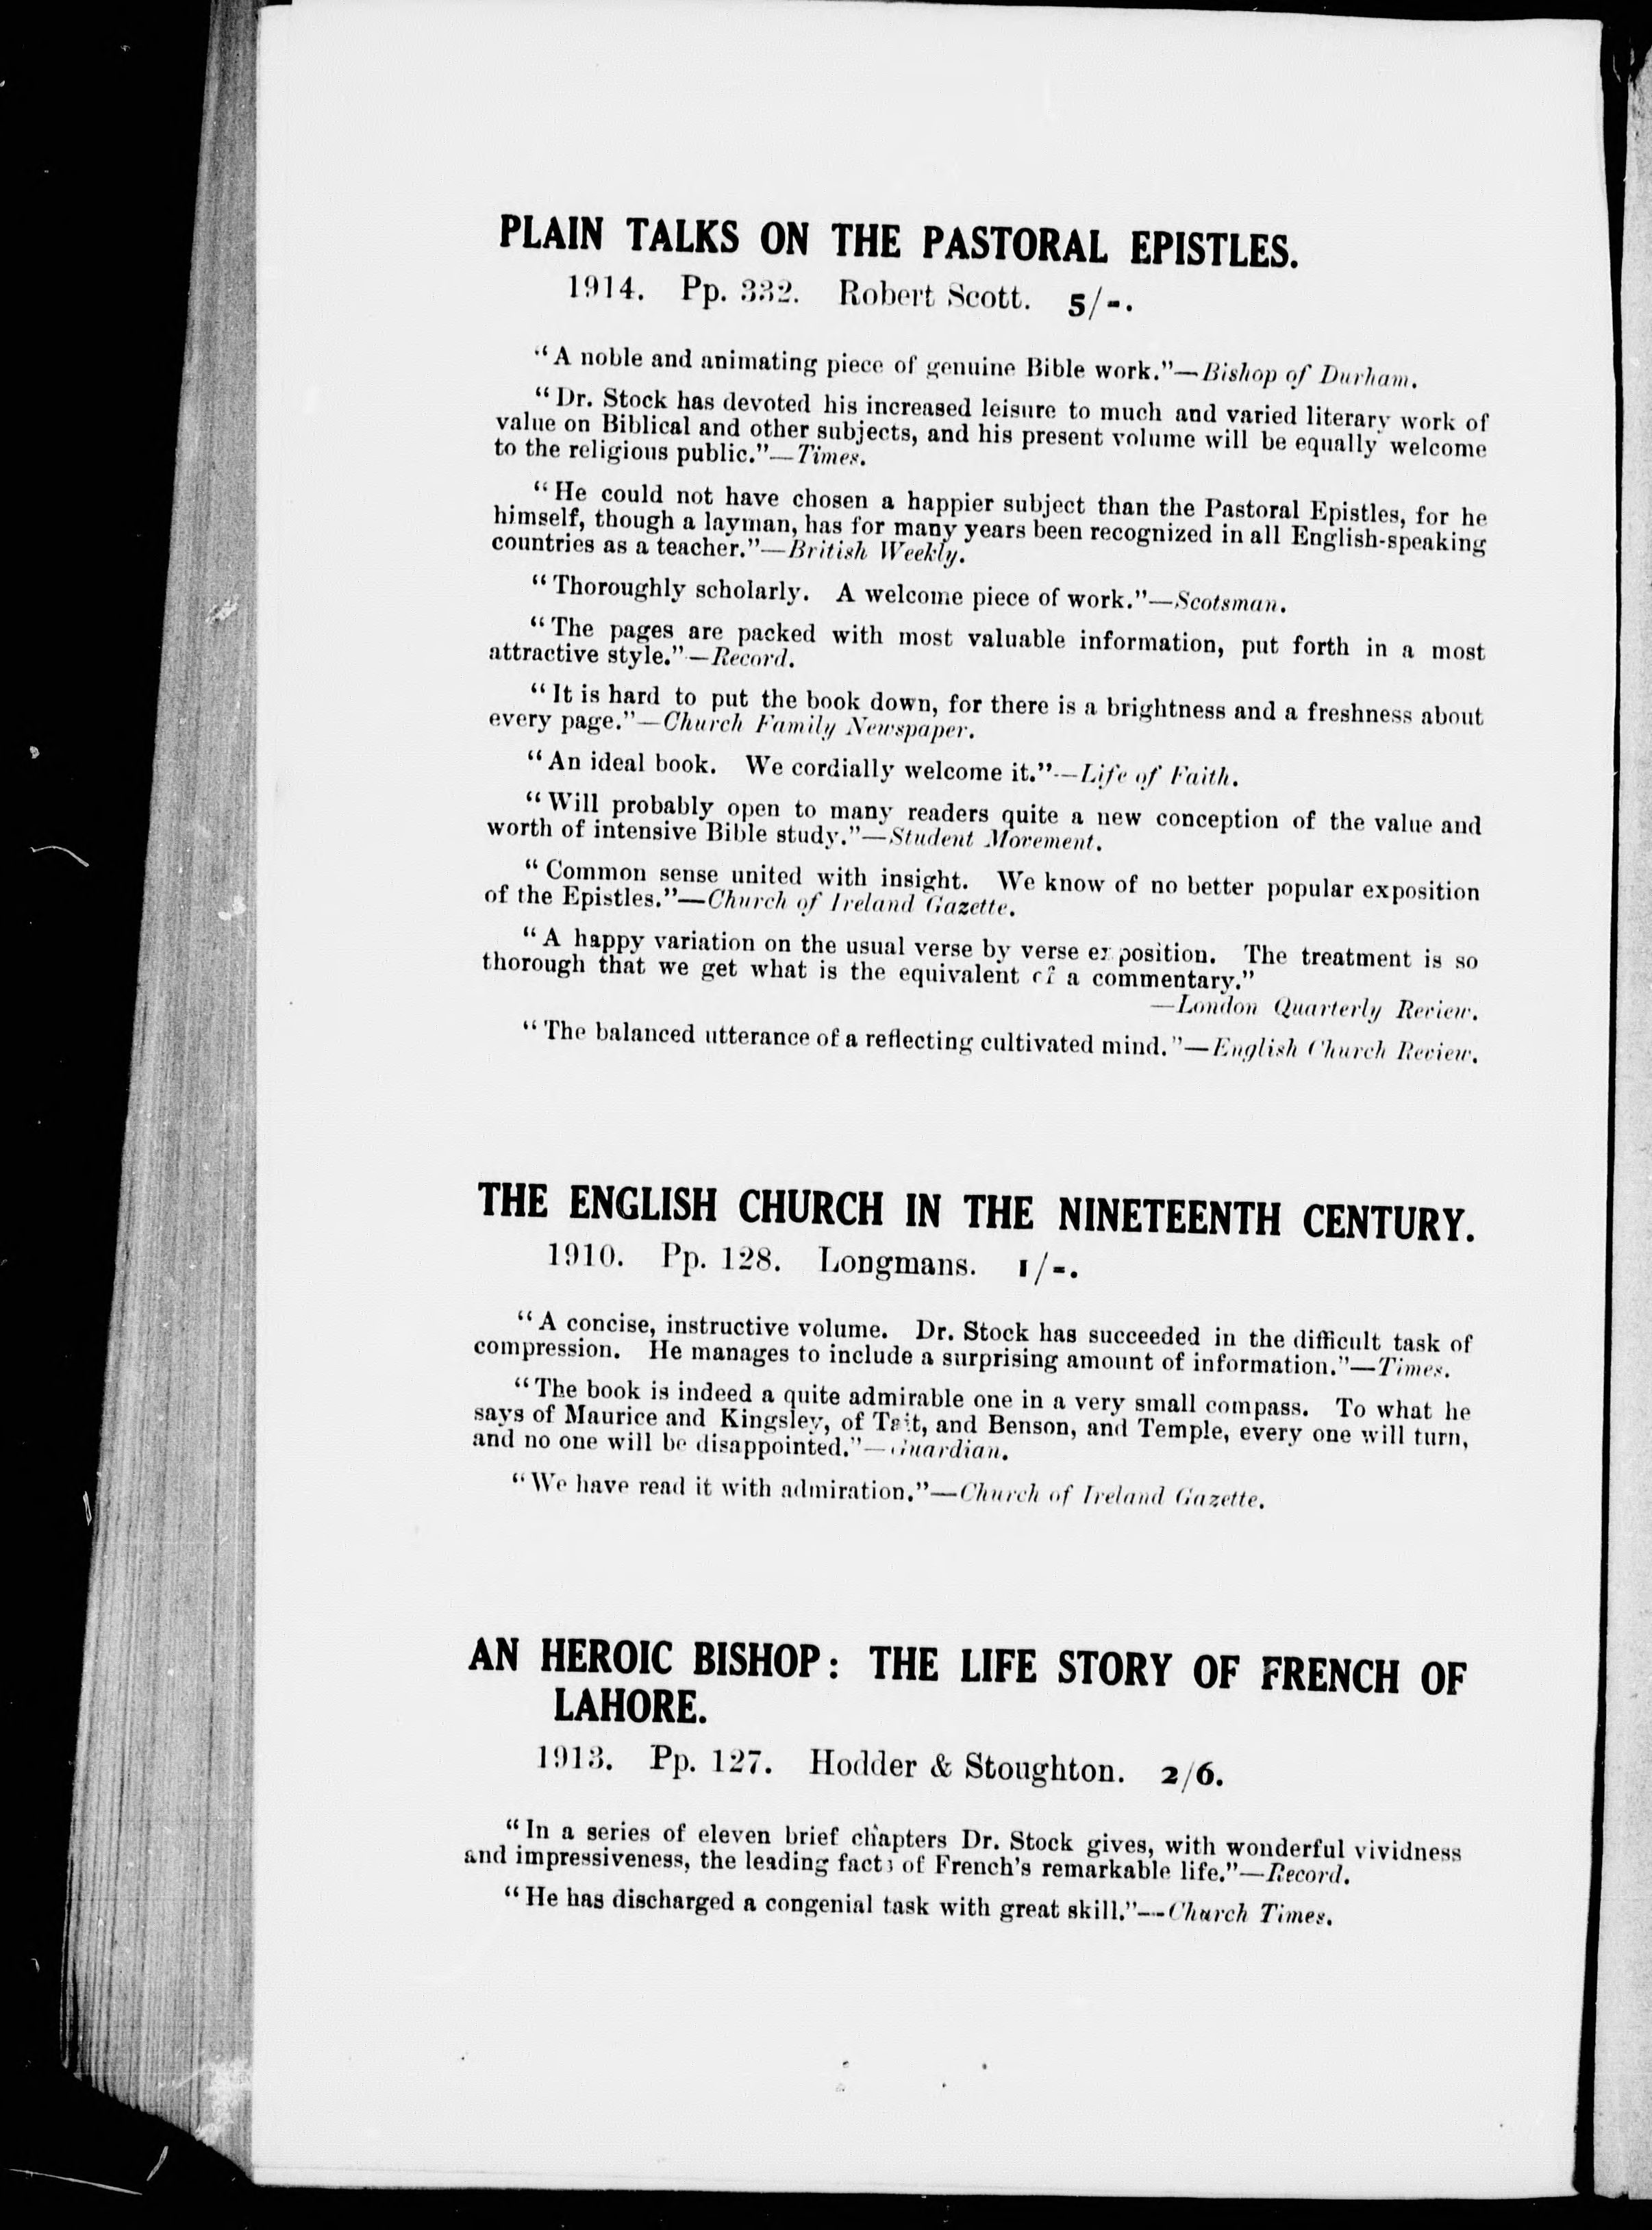 PLAIN TALKS ON THE PASTORAL EPISTLES.
1914. Pp. 332. Robert Scott. 5/-.
“A noble and animating piece of genuine Bible work.”—Bishop of Durham.
“Dr. Stock has devoted his increased leisure to much and varied literary work of
value on Biblical and other subjects, and his present volume will be equally welcome
to the religious public.”—Times.
“He could not have chosen a happier subject than the Pastoral Epistles, for he
himself, though a layman, has for many years been recognized in all English-speaking
countries as a teacher.”—British Weekly.
“Thoroughly scholarly. A welcome piece of work.”—Scotsman.
“The pages are packed with most valuable information, put forth in a most
attractive style.”—Record.
“It is hard to put the book down, for there is a brightness and a freshness about
every page.”—Church Family Newspaper.
“An ideal book. We cordially welcome it.”—Life of Faith.
“Will probably open to many readers quite a new conception of the value and
worth of intensive Bible study.”—Student Movement.
“Common sense united with insight. We know of no better popular exposition
of the Epistles.”—Church of Ireland Gazette.
“A happy variation on the usual verse by verse exposition. The treatment is so
thorough that we get what is the equivalent of a commentary.”
—London Quarterly Review.
“The balanced utterance of a reflecting cultivated mind.”—English Church Review.
THE ENGLISH CHURCH IN THE NINETEENTH CENTURY.
1910. Pp. 128. Longmans. 1/-.
“A concise, instructive volume. Dr. Stock has succeeded in the difficult task of
compression. He manages to include a surprising amount of information.”—Times.
“The book is indeed a quite admirable one in a very small compass. To what he
says of Maurice and Kingsley, of Tait, and Benson, and Temple, every one will turn,
and no one will be disappointed.”—Guardian.
“We have read it with admiration.”—Church of Ireland Gazette.
AN HEROIC BISHOP: THE LIFE STORY OF FRENCH OF
LAHORE.
1913. Pp. 127. Hodder & Stoughton. 2/6.
“In a series of eleven brief chapters Dr. Stock gives, with wonderful vividness
and impressiveness, the leading facts of French's remarkable life.”—Record.
“He has discharged a congenial task with great skill.”—Church Times.